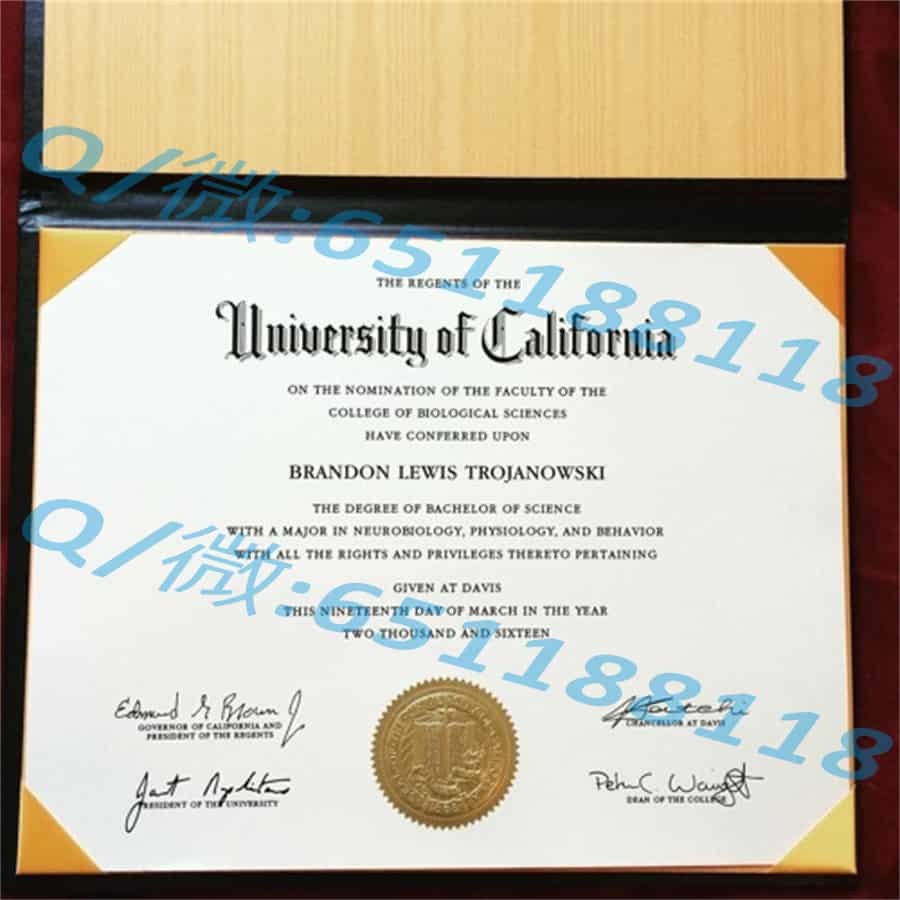 Q/微:651188118
THE REGENTS OF THE
University of California
ON THE NOMINATION OF THE FACULTY OF THE
COLLEGE OF BIOLOGICAL SCIENCES
HAVE CONFERRED UPON
BRANDON LEWIS TROJANOWSKI
THE DEGREE OF BACHELOR OF SCIENCE
WITH A MAJOR IN NEUROBIOLOGY, PHYSIOLOGY, AND BEHAVIOR
WITH ALL THE RIGHTS AND PRIVILEGES THERETO PERTAINING
Q/微:651188118
GIVEN AT DAVIS
THIS NINETEENTH DAY OF MARCH IN THE YEAR
TWO THOUSAND AND SIXTEEN
Edmund G Brown Jr
GOVERNOR OF CALIFORNIA AND
PRESIDENT OF THE REGENTS
CHANCELLOR AT DAVIS
PRESIDENT OF THE UNIVERSITY
DEAN OF THE COLLEGE